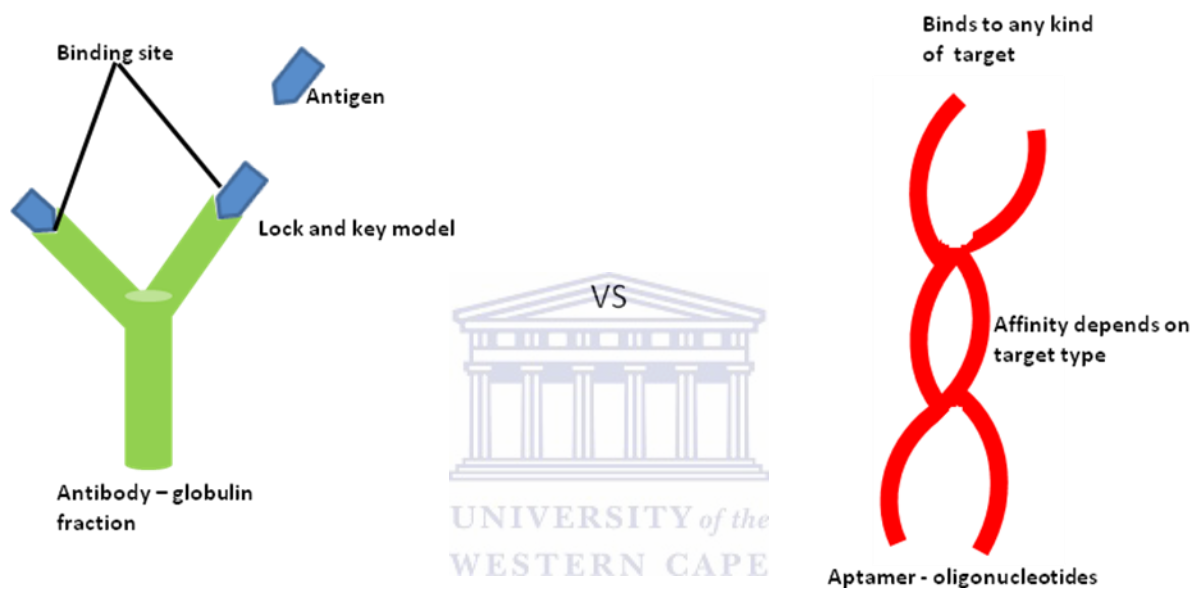 Binding site
Antigen
Lock and key model
Antibody – globulin
fraction
VS
UNIVERSITY of the
WESTERN CAPE
Binds to any kind
of target
Affinity depends on
target type
Aptamer - oligonucleotides